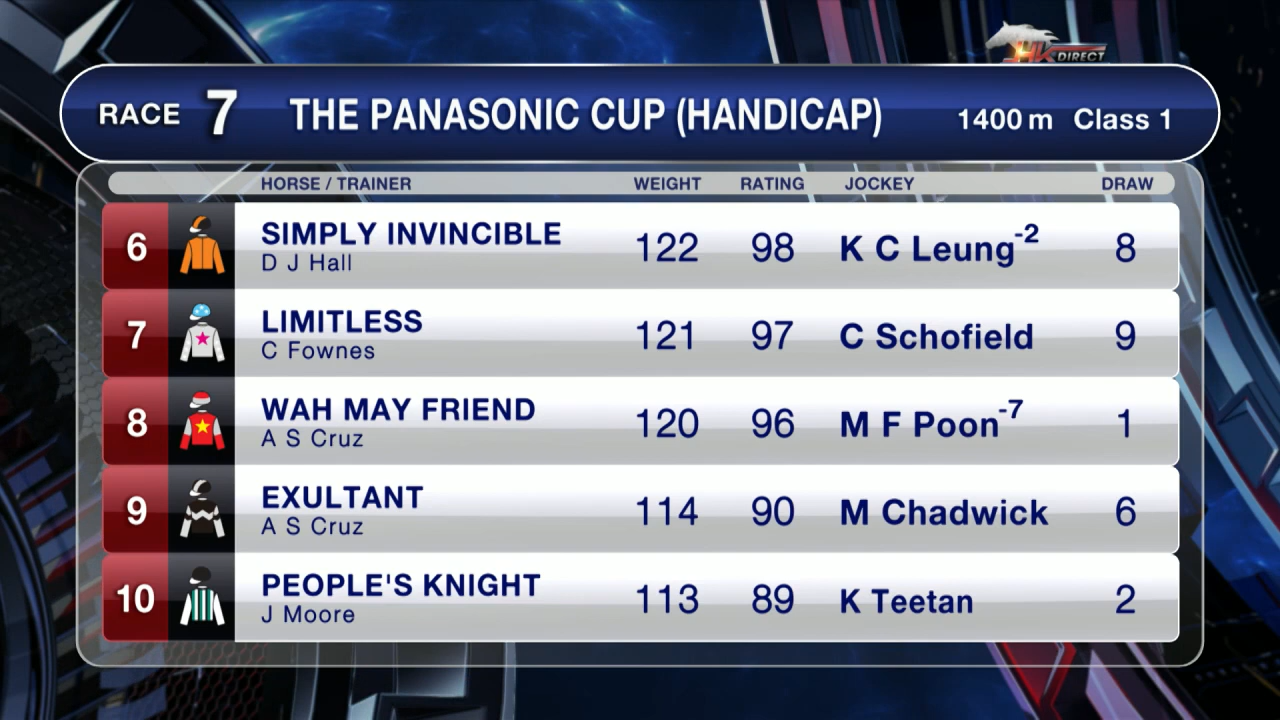 HK DIRECT
RACE 7 THE PANASONIC CUP (HANDICAP) 1400 m Class 1
HORSE / TRAINER WEIGHT RATING JOCKEY DRAW
6 SIMPLY INVINCIBLE 122 98 K C Leung-2 8
D J Hall
7 LIMITLESS 121 97 C Schofield 9
C Fownes
8 WAH MAY FRIEND 120 96 M F Poon-7 1
A S Cruz
9 EXULTANT 114 90 M Chadwick 6
A S Cruz
10 PEOPLE'S KNIGHT 113 89 K Teetan 2
J Moore